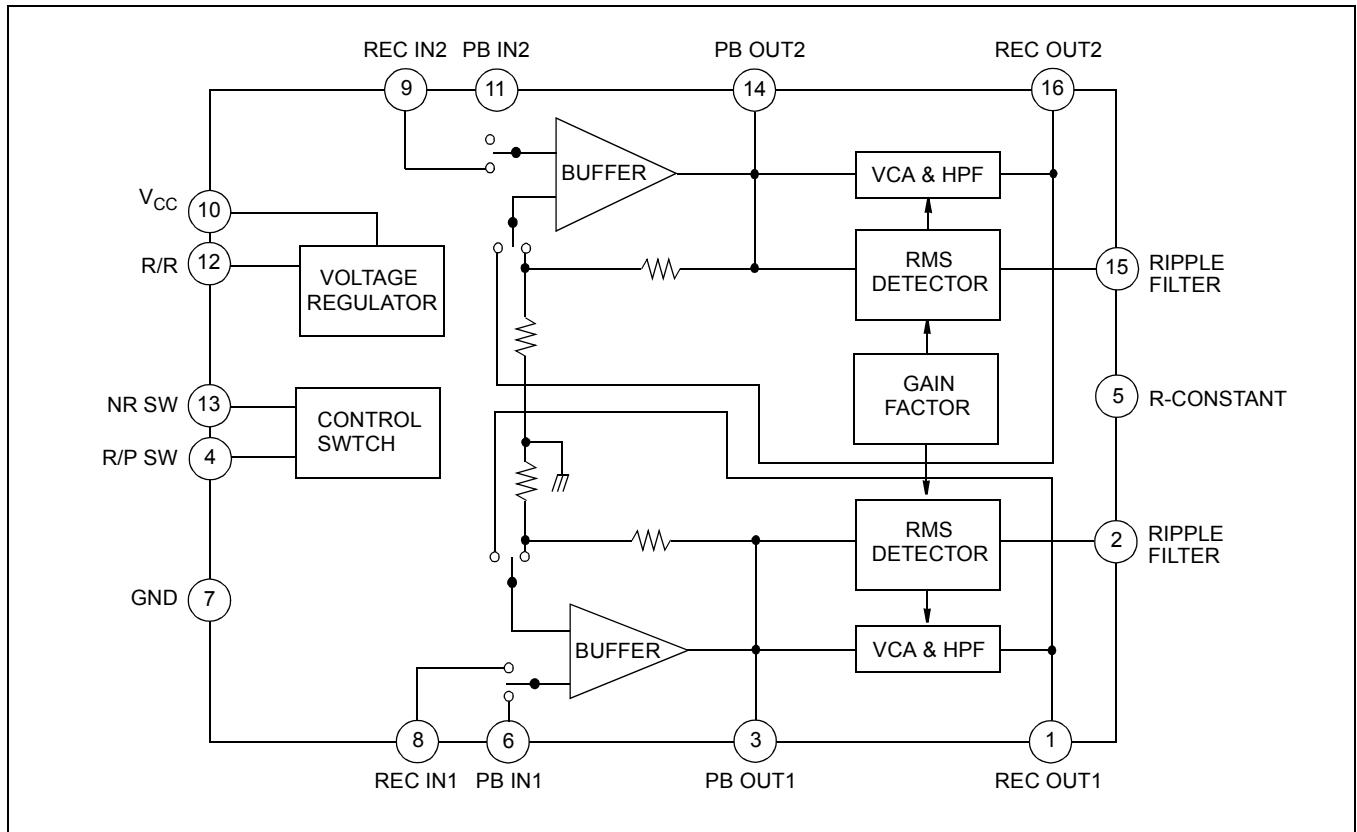 REC IN2 PB IN2 PB OUT2 REC OUT2
9 11 14 16
BUFFER
VCA & HPF
VCC
10
R/R 12
VOLTAGE
REGULATOR
RMS
DETECTOR
15 RIPPLE
FILTER
NR SW 13
R/P SW 4
CONTROL
SWTCH
GAIN
FACTOR
5 R-CONSTANT
RMS
DETECTOR
2 RIPPLE
FILTER
GND 7
BUFFER
VCA & HPF
8 6 3 1
REC IN1 PB IN1 PB OUT1 REC OUT1